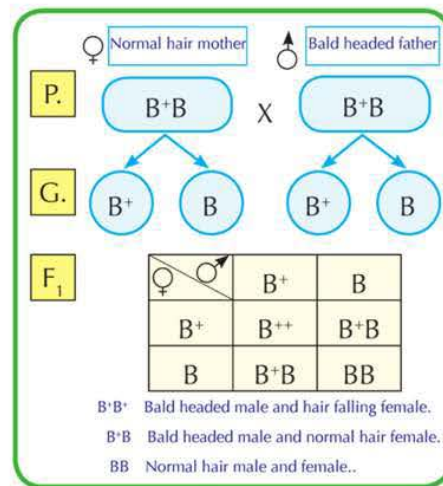 ♀ Normal hair mother ♂ Bald headed father
P. B⁺B X B⁺B
G. B⁺ B B⁺ B
F₁ ♀ ♂ B⁺ B
B⁺ B⁺⁺ B⁺B
B B⁺B BB
B⁺B⁺ Bald headed male and hair falling female.
B⁺B Bald headed male and normal hair female.
BB Normal hair male and female..